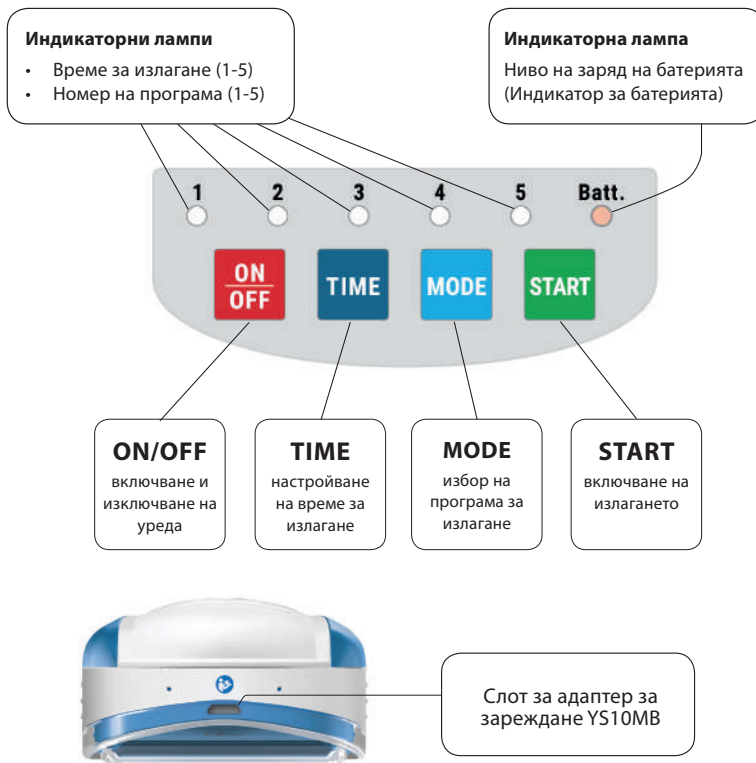 Индикаторни лампи
• Време за излагане (1-5)
• Номер на програма (1-5)
Индикаторна лампа
Ниво на заряд на батерията
(Индикатор за батерията)
1 2 3 4 5 Batt.
ON
OFF
TIME
MODE
START
ON/OFF
включване и
изключване на
уреда
TIME
настройване
на време за
излагане
MODE
избор на
програма за
излагане
START
включване на
излагането
Слот за адаптер за
зареждане YS10MB